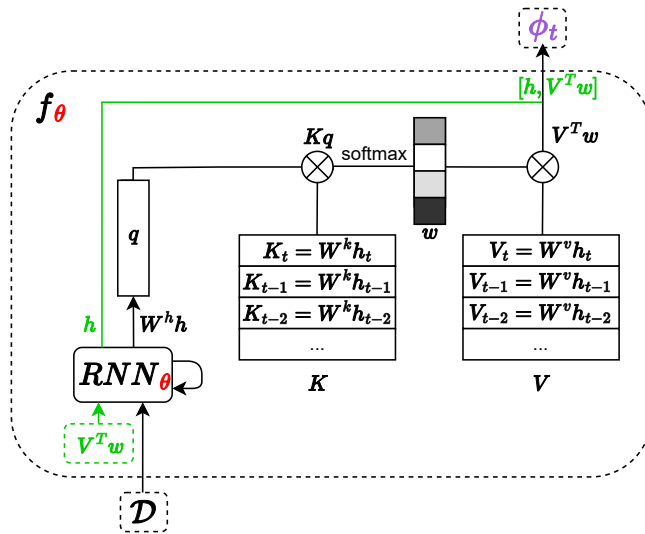 ϕ_t
[h, V^T w]
f_θ
Kq
softmax
V^T w
q
w
K_t = W^k h_t
K_{t-1} = W^k h_{t-1}
K_{t-2} = W^k h_{t-2}
...
V_t = W^v h_t
V_{t-1} = W^v h_{t-1}
V_{t-2} = W^v h_{t-2}
...
h
W^h h
RNN_θ
K
V
V^T w
𝒟